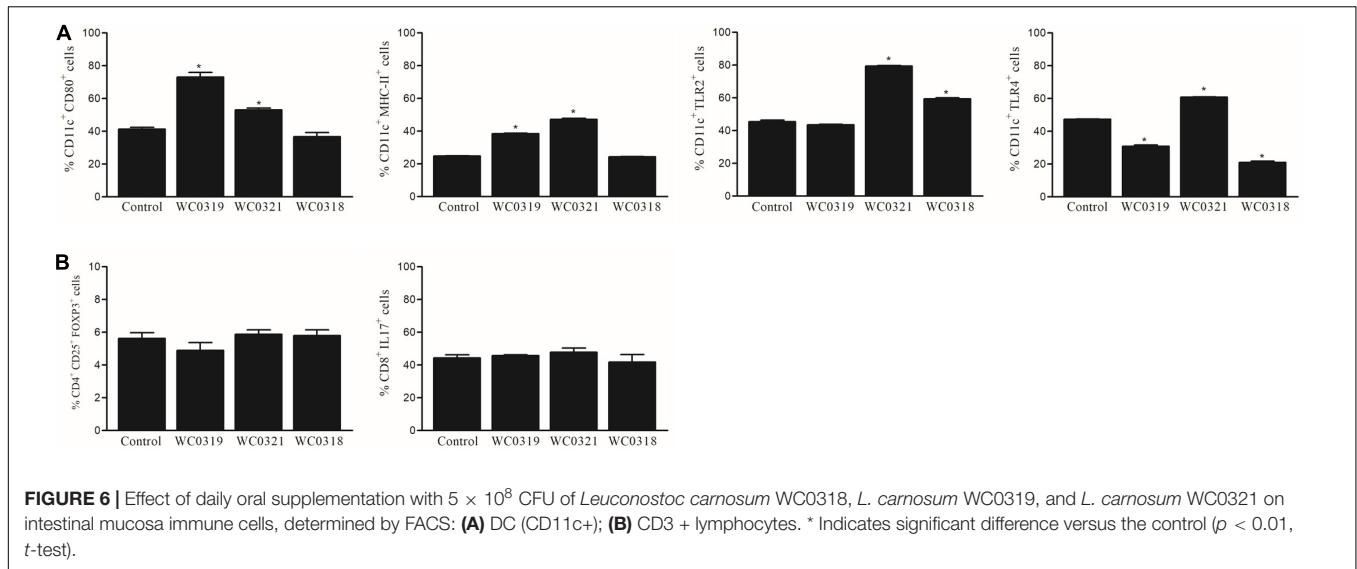 A
% CD11c+ CD80+ cells
100
80
60
40
20
0
*
*
Control WC0319 WC0321 WC0318
% CD11c+ MHC-II+ cells
100
80
60
40
20
0
*
*
Control WC0319 WC0321 WC0318
% CD11c+ TLR2+ cells
100
80
60
40
20
0
*
*
Control WC0319 WC0321 WC0318
% CD11c+ TLR4+ cells
100
80
60
40
20
0
*
*
*
Control WC0319 WC0321 WC0318
B
% CD4+ CD25+ FOXP3+ cells
10
8
6
4
2
0
Control WC0319 WC0321 WC0318
% CD8+ IL17+ cells
100
80
60
40
20
0
Control WC0319 WC0321 WC0318
FIGURE 6 | Effect of daily oral supplementation with 5 × 10⁸ CFU of Leuconostoc carnosum WC0318, L. carnosum WC0319, and L. carnosum WC0321 on
intestinal mucosa immune cells, determined by FACS: (A) DC (CD11c+); (B) CD3 + lymphocytes. * Indicates significant difference versus the control (p < 0.01,
t-test).